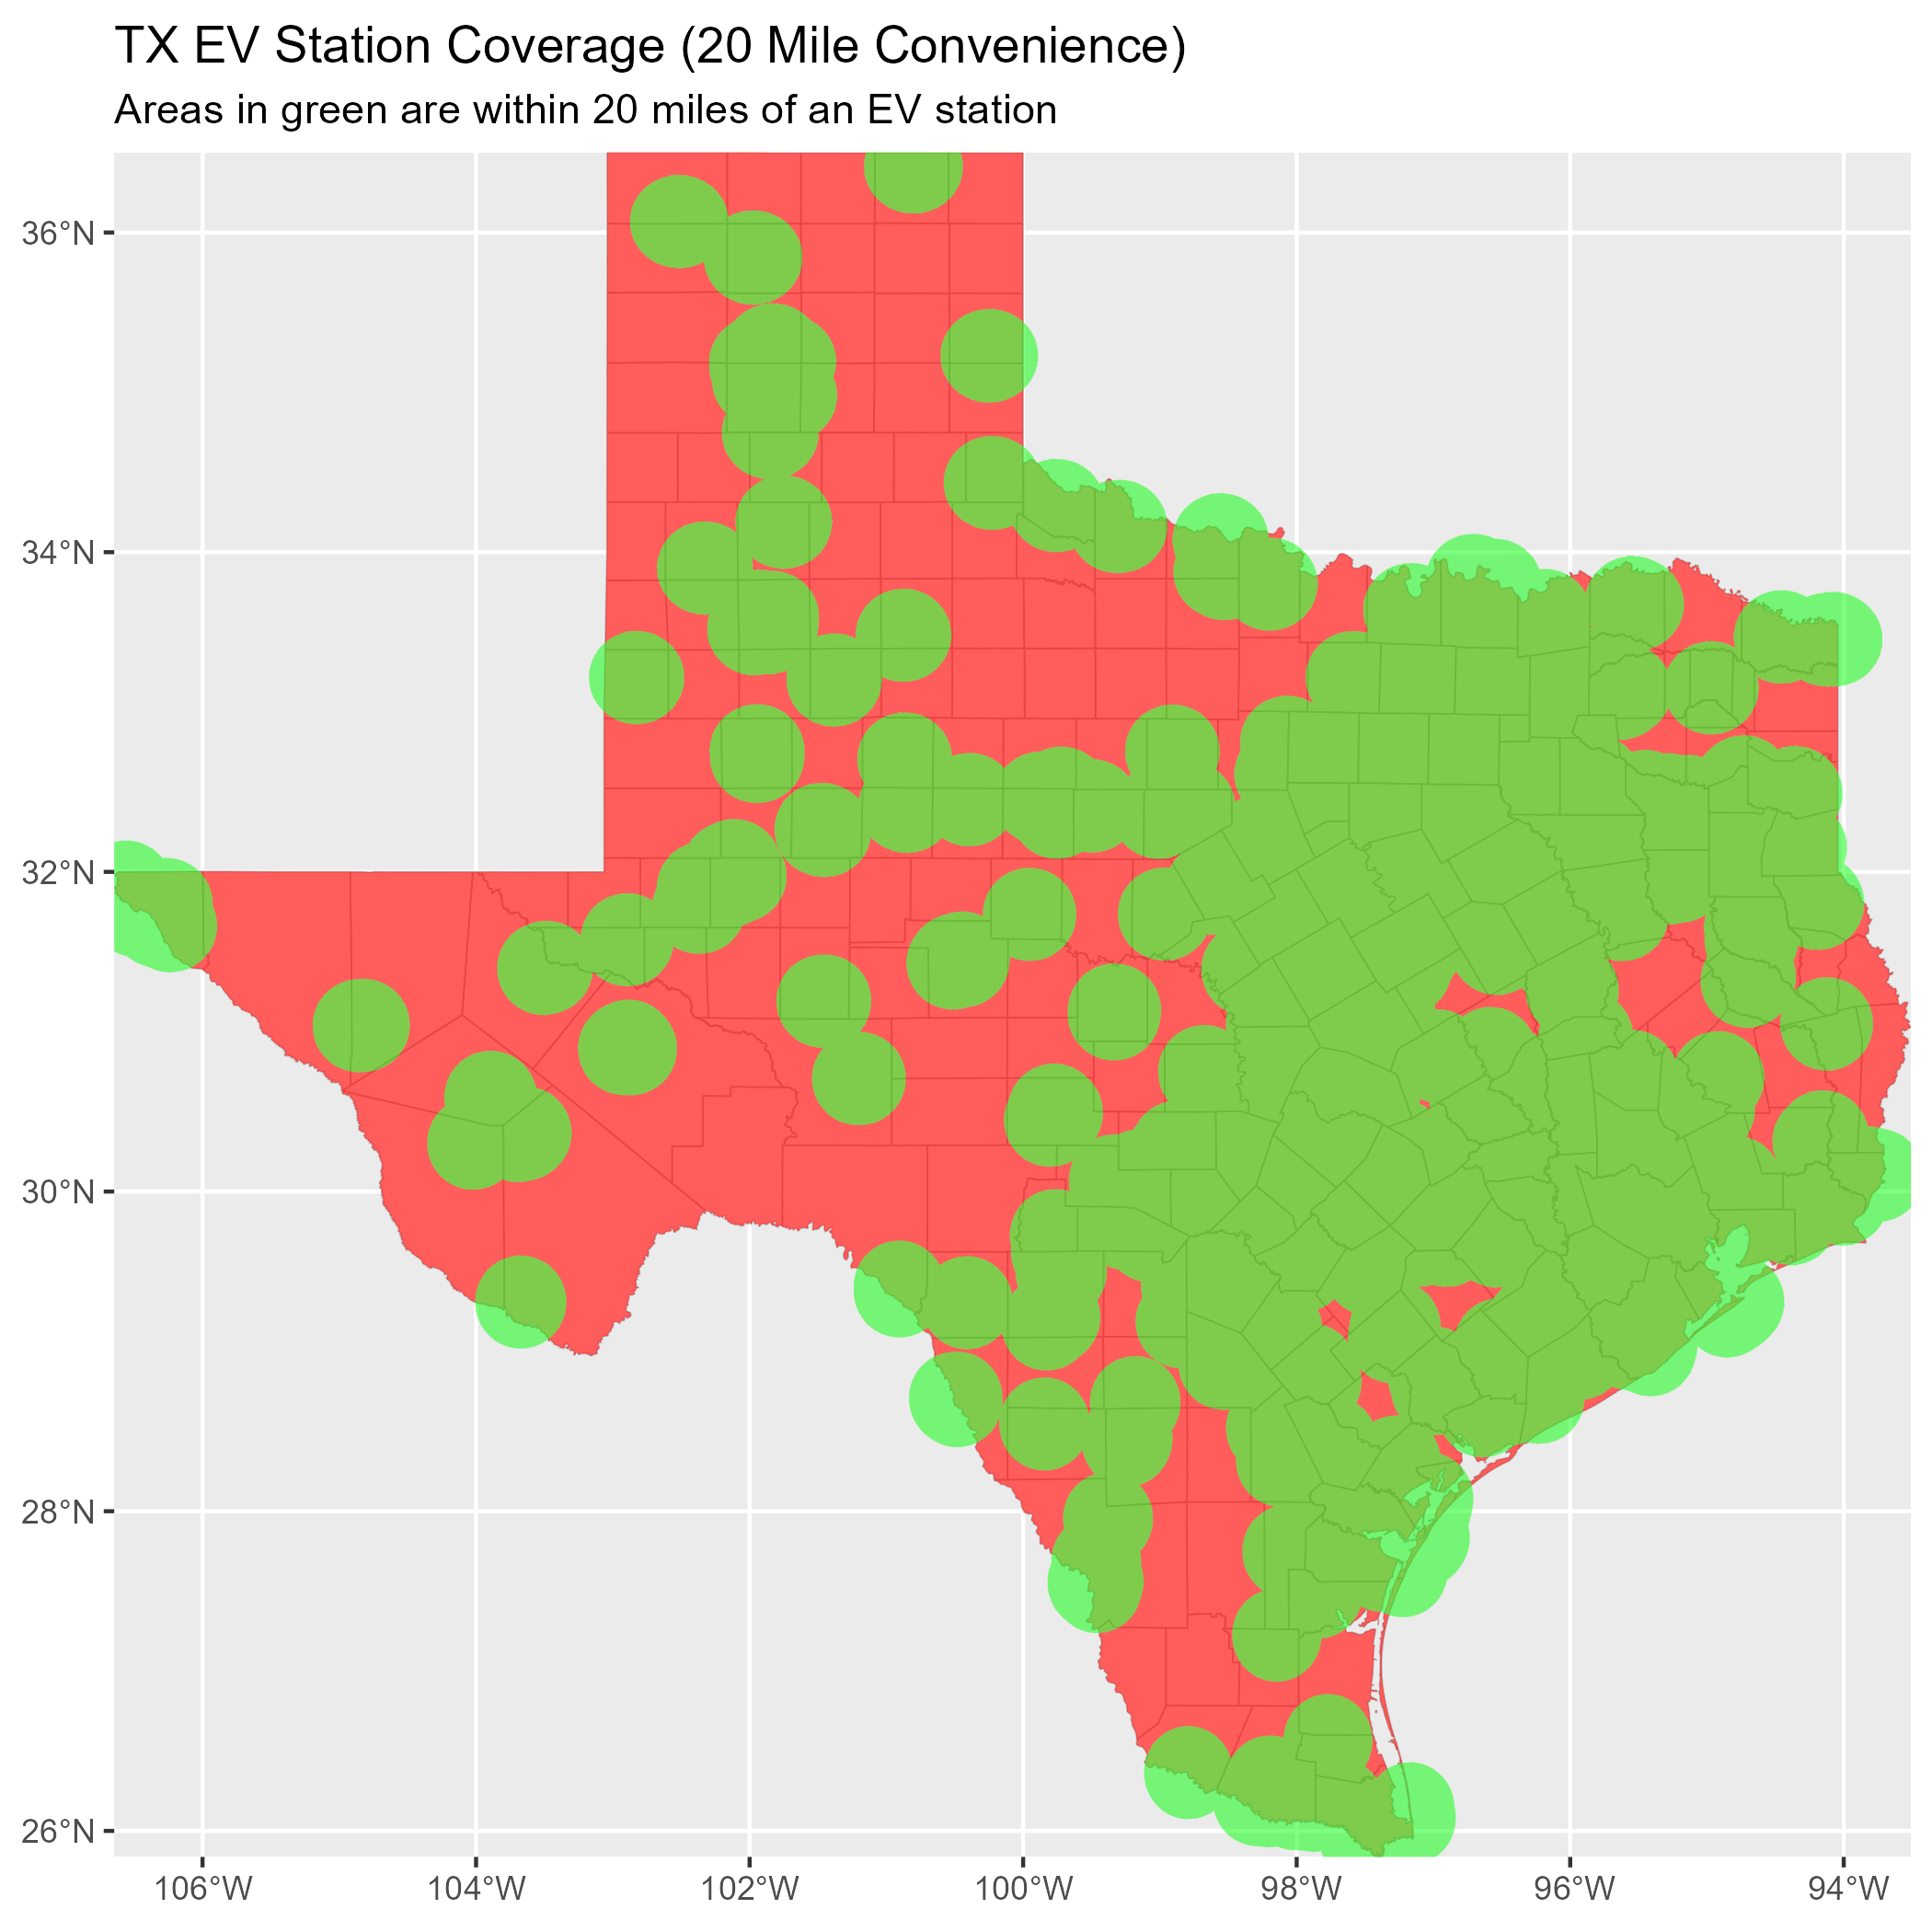 TX EV Station Coverage (20 Mile Convenience)
Areas in green are within 20 miles of an EV station
36°N
34°N
32°N
30°N
28°N
26°N
106°W 104°W 102°W 100°W 98°W 96°W 94°W